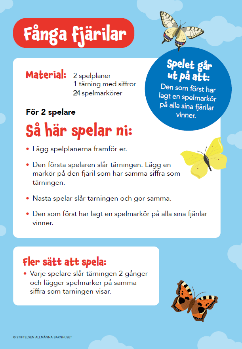 Fånga fjärilar
Material:
2 spelplaner
1 tärning med siffror
24 spelmarkörer
Spelet går
ut på att:
Den som först har
lagt en spelmarkör
på alla sina fjärilar
vinner.
För 2 spelare
Så här spelar ni:
• Lägg spelplanerna framför er.
• Den första spelaren slår tärningen. Lägg en
markör på den fjäril som har samma siffra som
tärningen.
• Nästa spelar slår tärningen och gör samma.
• Den som först har lagt en spelmarkör på alla sina fjärilar
vinner.
Fler sätt att spela:
• Varje spelare slår tärningen 2 gånger
och lägger spelmarkör på samma
siffra som tärningen visar.